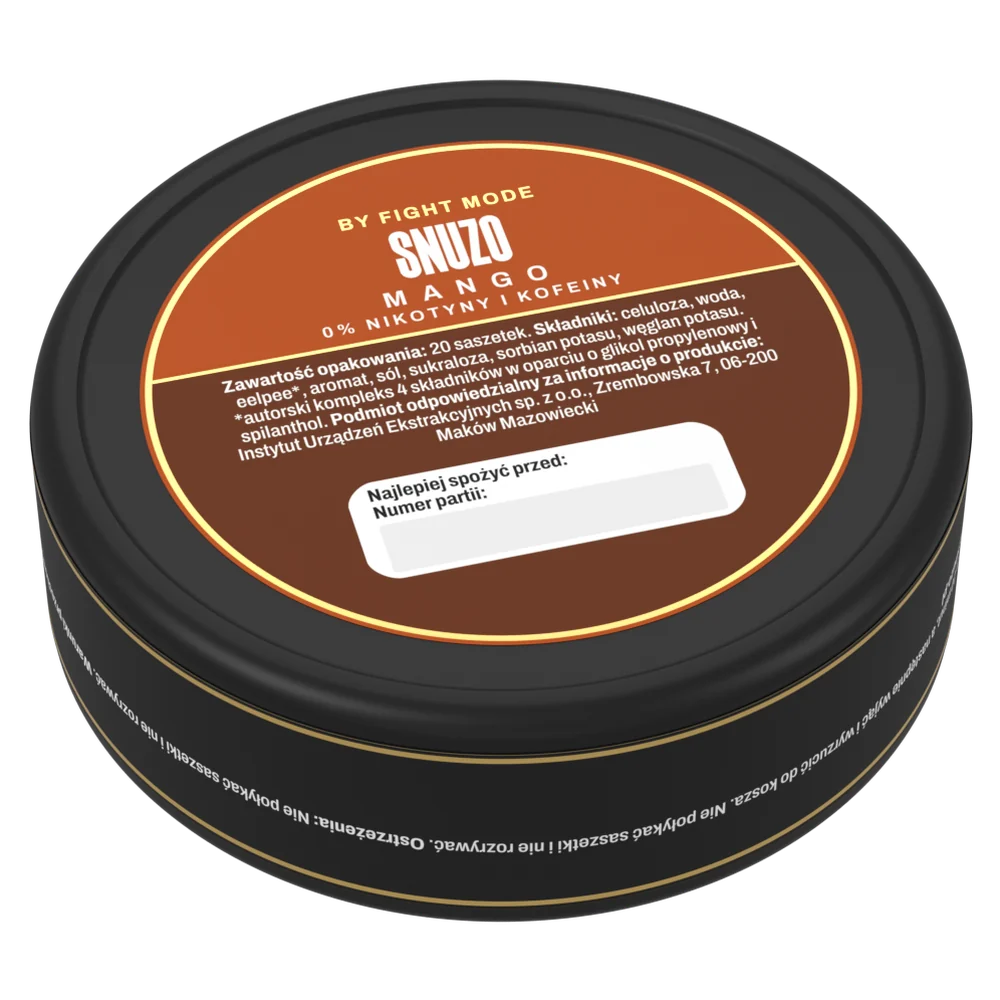 BY FIGHT MODE
SNUZO
MANGO
0% NIKOTYNY I KOFEINY
Zawartość opakowania: 20 saszetek. Składniki: celuloza, woda,
eelpee*, aromat, sól, sukraloza, sorbian potasu, węglan potasu.
*autorski kompleks 4 składników w oparciu o glikol propylenowy i
spilanthol. Podmiot odpowiedzialny za informacje o produkcie:
Instytut Urządzeń Ekstrakcyjnych sp. z o.o., Zrembowska 7, 06-200
Maków Mazowiecki
Najlepiej spożyć przed:
Numer partii:
a następnie wyjąć i wyrzucić do kosza. Nie połykać saszetki i nie rozrywać. Ostrzeżenia: Nie połykać saszetki i nie rozrywać. Warunki